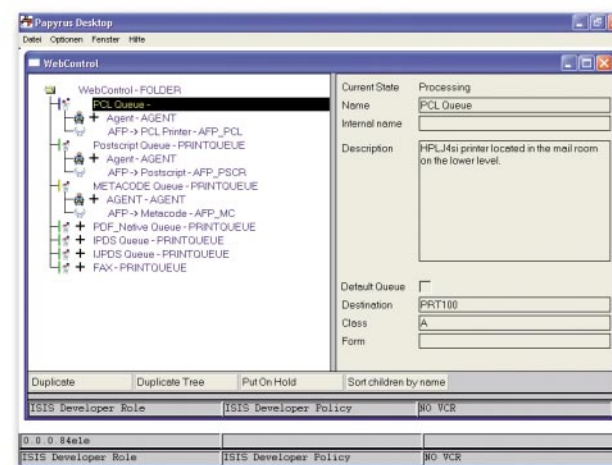 Papyrus Desktop
Datei Optionen Fenster Hilfe
WebControl
WebControl - FOLDER
PCL Queue -
+ Agent - AGENT
AFP -> PCL Printer - AFP_PCL
Postscript Queue - PRINTQUEUE
+ Agent - AGENT
AFP -> Postscript - AFP_PSCR
METACODE Queue - PRINTQUEUE
+ AGENT - AGENT
AFP -> Metacode - AFP_MC
+ PDF_Native Queue - PRINTQUEUE
+ IPDS Queue - PRINTQUEUE
+ IJPDS Queue - PRINTQUEUE
+ FAX - PRINTQUEUE
Current State Processing
Name PCL Queue
Internal name
Description HPLJ4si printer located in the mail room
on the lower level.
Default Queue
Destination PRT100
Class A
Form
Duplicate Duplicate Tree Put On Hold Sort children by name
ISIS Developer Role ISIS Developer Policy NO VCR
0.0.0.84e1e
ISIS Developer Role ISIS Developer Policy NO VCR